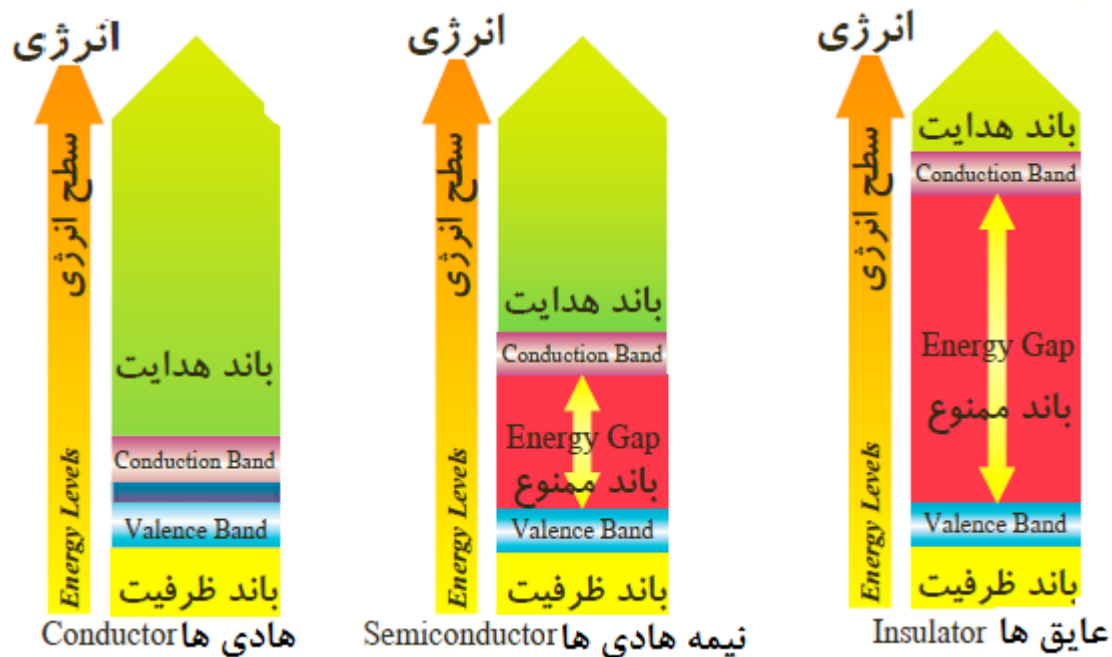 انرژی
سطح انرژی
Energy Levels
باند هدایت
Conduction Band
Valence Band
باند ظرفیت
Conductor هادی ها
انرژی
سطح انرژی
Energy Levels
باند هدایت
Conduction Band
Energy Gap
باند ممنوع
Valence Band
باند ظرفیت
Semiconductor نیمه هادی ها
انرژی
سطح انرژی
Energy Levels
باند هدایت
Conduction Band
Energy Gap
باند ممنوع
Valence Band
باند ظرفیت
Insulator عایق ها